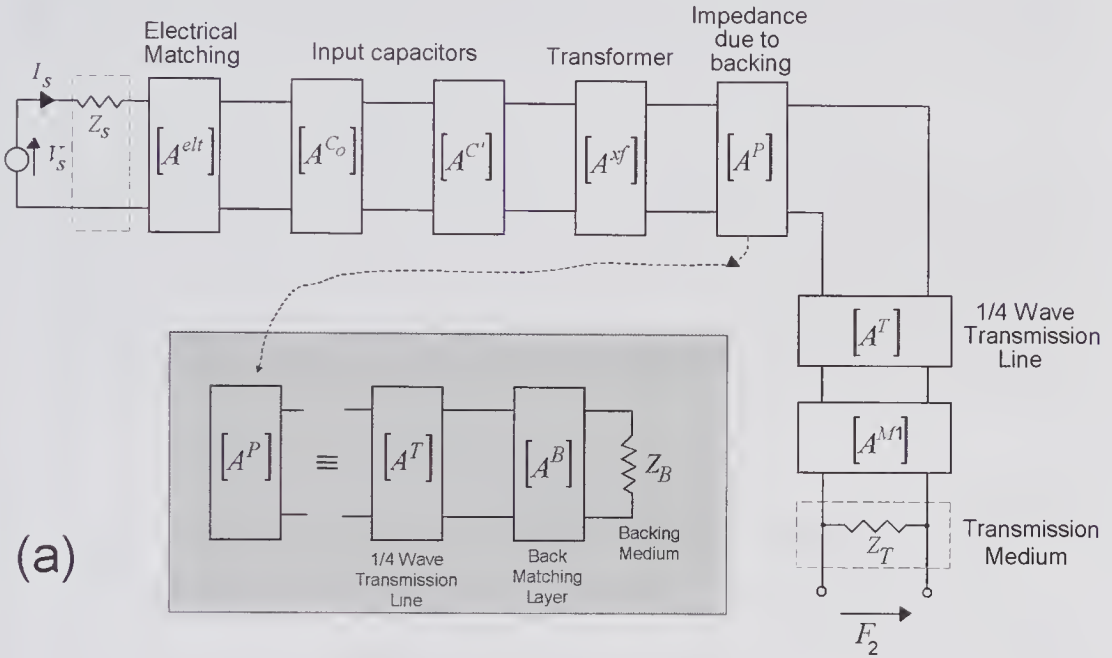 Electrical
Matching
Input capacitors
Transformer
Impedance
due to
backing
I_s
Z_s
V_s
[A^{elt}]
[A^{C_o}]
[A^{C'}]
[A^{xf}]
[A^P]
[A^T]
1/4 Wave
Transmission
Line
[A^{M1}]
Z_T
Transmission
Medium
F_2
[A^P]
≡
[A^T]
[A^B]
Z_B
1/4 Wave
Transmission
Line
Back
Matching
Layer
Backing
Medium
(a)